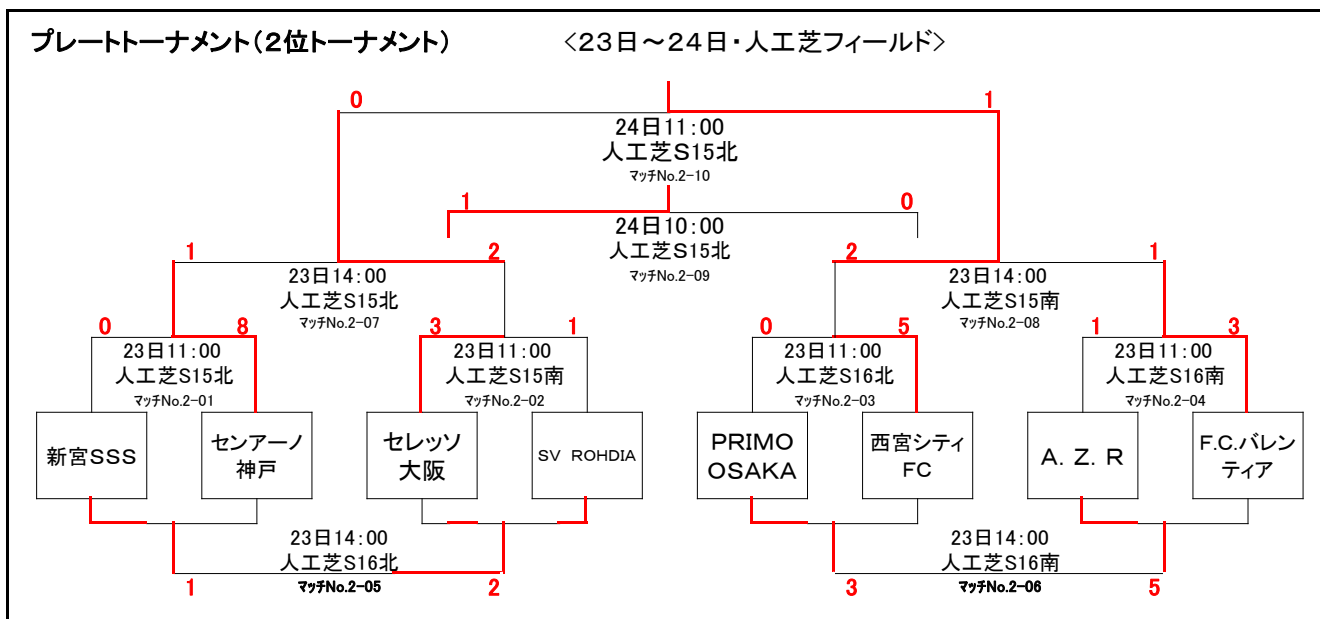 プレートトーナメント(2位トーナメント) <23日~24日・人工芝フィールド>
0 1
24日11:00
人工芝S15北
マッチNo.2-10
1 0
24日10:00
人工芝S15北
マッチNo.2-09
1 2 2 1
23日14:00 23日14:00
人工芝S15北 人工芝S15南
マッチNo.2-07 マッチNo.2-08
0 8 3 1 0 5 1 3
23日11:00 23日11:00 23日11:00 23日11:00
人工芝S15北 人工芝S15南 人工芝S16北 人工芝S16南
マッチNo.2-01 マッチNo.2-02 マッチNo.2-03 マッチNo.2-04
新宮SSS
センアーノ
神戸
セレッソ
大阪
SV ROHDIA
PRIMO
OSAKA
西宮シティ
FC
A. Z. R
F.C.バレン
ティア
23日14:00 23日14:00
人工芝S16北 人工芝S16南
1 マッチNo.2-05 2 3 マッチNo.2-06 5